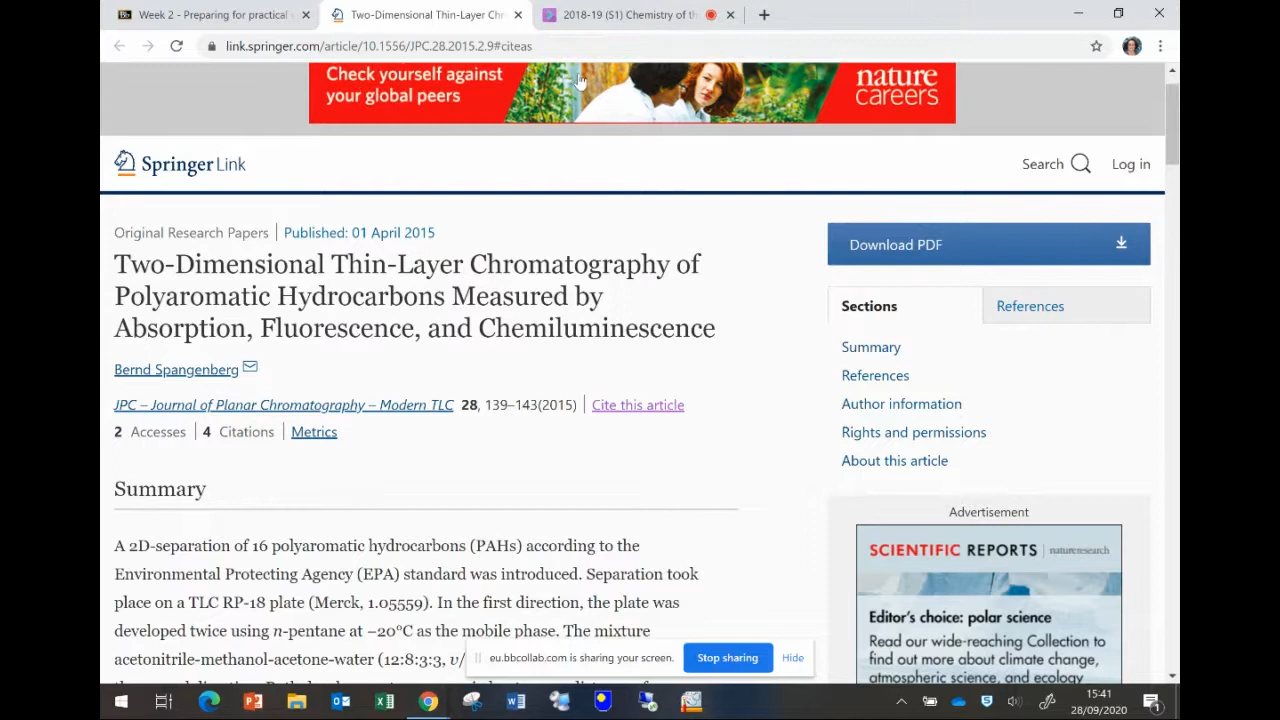 Week 2 - Preparing for practical
Two-Dimensional Thin-Layer Chr
2018-19 (S1) Chemistry of th
link.springer.com/article/10.1556/JPC.28.2015.2.9#citeas
Check yourself against
your global peers
nature
careers
Springer Link
Search
Log in
Original Research Papers
Published: 01 April 2015
Two-Dimensional Thin-Layer Chromatography of
Polyaromatic Hydrocarbons Measured by
Absorption, Fluorescence, and Chemiluminescence
Bernd Spangenberg
JPC – Journal of Planar Chromatography – Modern TLC 28, 139–143(2015) Cite this article
2 Accesses 4 Citations Metrics
Summary
A 2D-separation of 16 polyaromatic hydrocarbons (PAHs) according to the
Environmental Protecting Agency (EPA) standard was introduced. Separation took
place on a TLC RP-18 plate (Merck, 1.05559). In the first direction, the plate was
developed twice using n-pentane at −20°C as the mobile phase. The mixture
acetonitrile-methanol-acetone-water (12:8:3:3, v/
Download PDF
Sections
References
Summary
References
Author information
Rights and permissions
About this article
Advertisement
SCIENTIFIC REPORTS natureresearch
Editor's choice: polar science
Read our wide-reaching Collection to
find out more about climate change,
atmospheric science, and ecology
eu.bbcollab.com is sharing your screen.
Stop sharing
Hide
15:41
28/09/2020